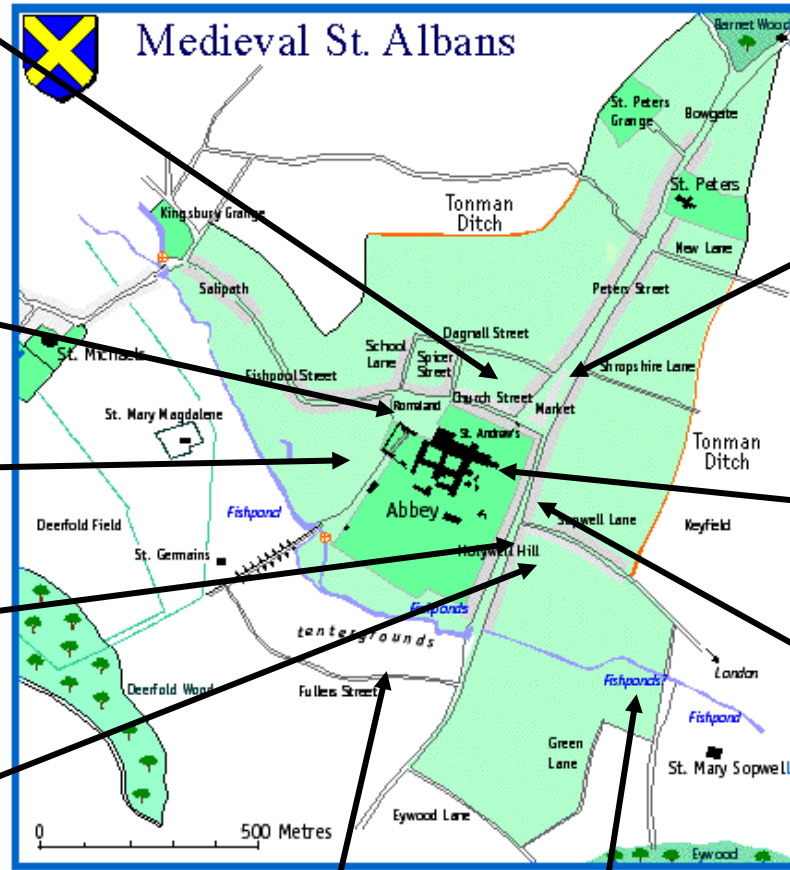 Medieval St. Albans
Barnet Wood
St. Peters
Grange
Bowgate
St. Peters
Kingsbury Grange
Tonman
Ditch
New Lane
Salipath
Peters Street
Dagnall Street
School
Lane
Spicer
Street
Shropshire Lane
St. Michaels
Fishpool Street
Church Street
Romeland
Market
St. Mary Magdalene
St. Andrew's
Tonman
Ditch
Abbey
Fishpond
Sopwell Lane
Keyfield
Deerfold Field
St. Germains
Holywell Hill
Fishponds
tentergrounds
London
Deerfold Wood
Fullers Street
Fishponds?
Fishpond
Green
Lane
St. Mary Sopwell
Eywood Lane
0 500 Metres
Eywood